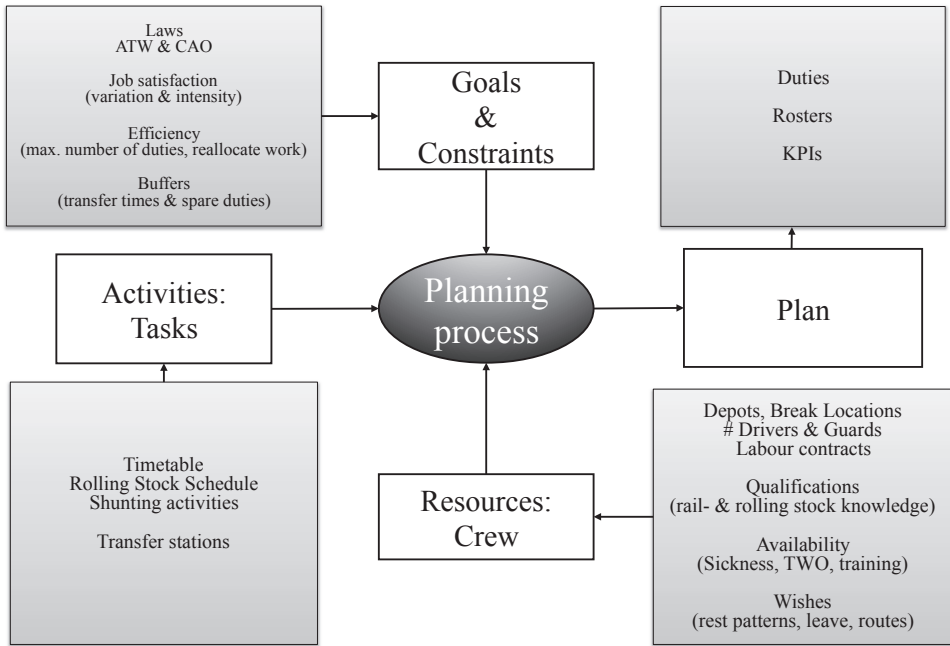 Laws
ATW & CAO
Job satisfaction
(variation & intensity)
Efficiency
(max. number of duties, reallocate work)
Buffers
(transfer times & spare duties)
Goals
&
Constraints
Duties
Rosters
KPIs
Activities:
Tasks
Planning
process
Plan
Timetable
Rolling Stock Schedule
Shunting activities
Transfer stations
Resources:
Crew
Depots, Break Locations
# Drivers & Guards
Labour contracts
Qualifications
(rail- & rolling stock knowledge)
Availability
(Sickness, TWO, training)
Wishes
(rest patterns, leave, routes)